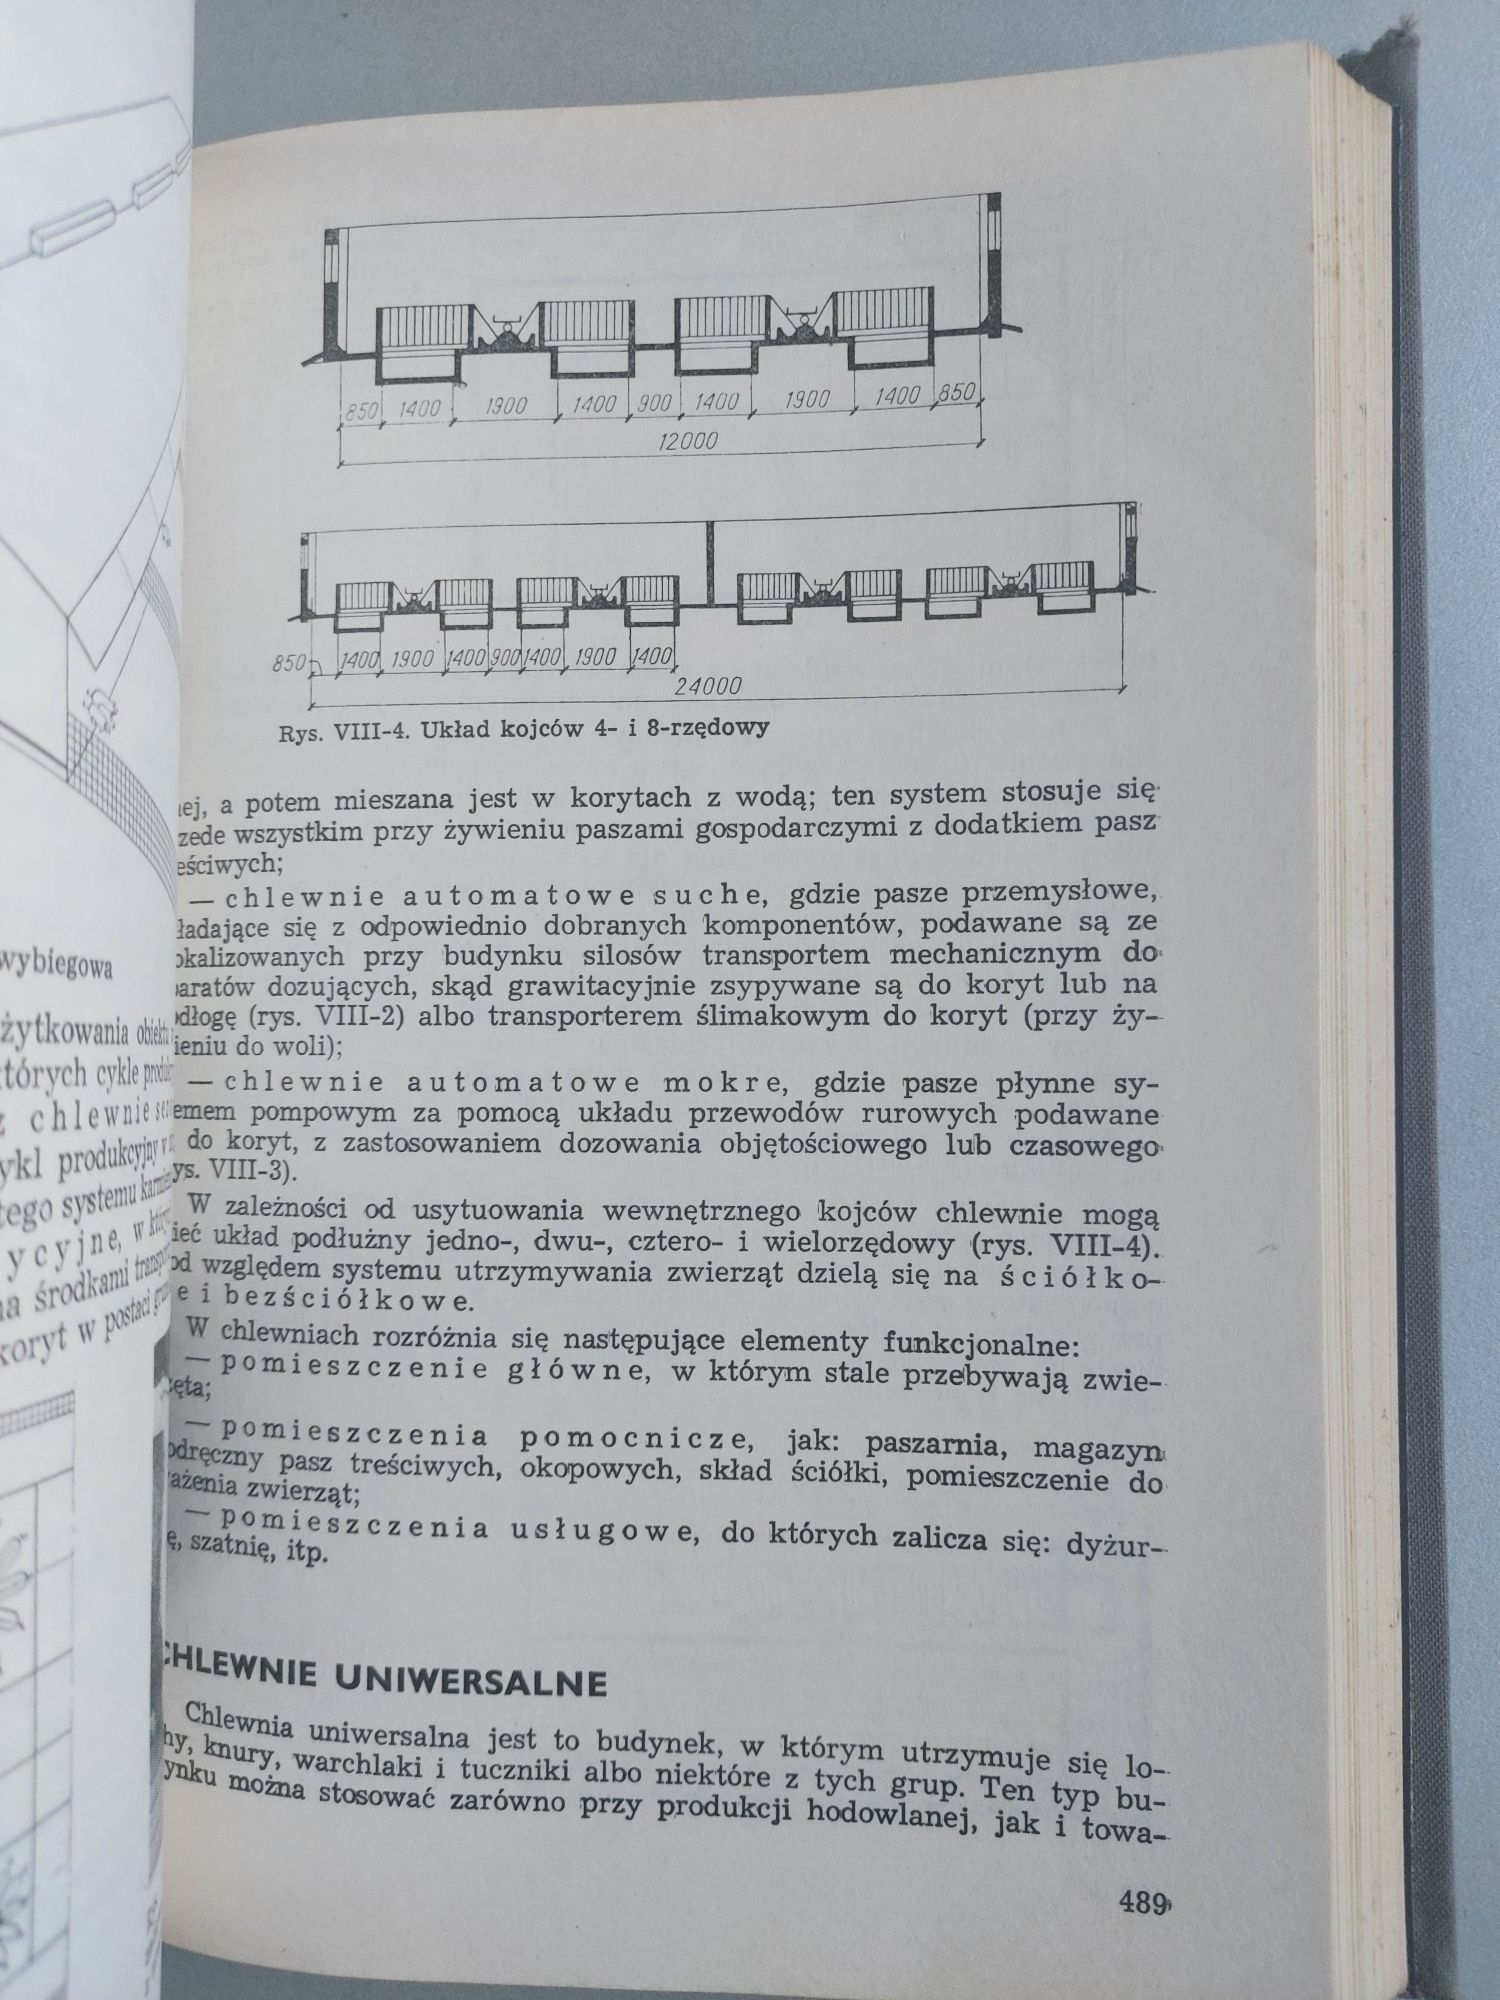 850 1400 1900 1400 900 1400 1900 1400 850
12000
850 1400 1900 1400 900 1400 1900 1400
24000
Rys. VIII-4. Układ kojców 4- i 8-rzędowy
ej, a potem mieszana jest w korytach z wodą; ten system stosuje się
zede wszystkim przy żywieniu paszami gospodarczymi z dodatkiem pasz
eściwych;
— chlewnie automatowe suche, gdzie pasze przemysłowe,
ładające się z odpowiednio dobranych komponentów, podawane są ze
okalizowanych przy budynku silosów transportem mechanicznym do
aratów dozujących, skąd grawitacyjnie zsypywane są do koryt lub na
dłogę (rys. VIII-2) albo transporterem ślimakowym do koryt (przy ży-
ieniu do woli);
— chlewnie automatowe mokre, gdzie pasze płynne sy-
emem pompowym za pomocą układu przewodów rurowych podawane
do koryt, z zastosowaniem dozowania objętościowego lub czasowego
ys. VIII-3).
W zależności od usytuowania wewnętrznego kojców chlewnie mogą
ieć układ podłużny jedno-, dwu-, cztero- i wielorzędowy (rys. VIII-4).
od względem systemu utrzymywania zwierząt dzielą się na ściółko-
e i bezściółkowe.
W chlewniach rozróżnia się następujące elementy funkcjonalne:
— pomieszczenie główne, w którym stale przebywają zwie-
ęta;
— pomieszczenia pomocnicze, jak: paszarnia, magazyn
odręczny pasz treściwych, okopowych, skład ściółki, pomieszczenie do
ażenia zwierząt;
— pomieszczenia usługowe, do których zalicza się: dyżur-
ę, szatnię, itp.
HLEWNIE UNIWERSALNE
Chlewnia uniwersalna jest to budynek, w którym utrzymuje się lo-
hy, knury, warchlaki i tuczniki albo niektóre z tych grup. Ten typ bu-
ynku można stosować zarówno przy produkcji hodowlanej, jak i towa-
489
wybiegowa
żytkowania
tórych cykle
chlewnie
ykl produkcyjny
tego systemu
ycyjne, w
na środkami
koryt w postaci